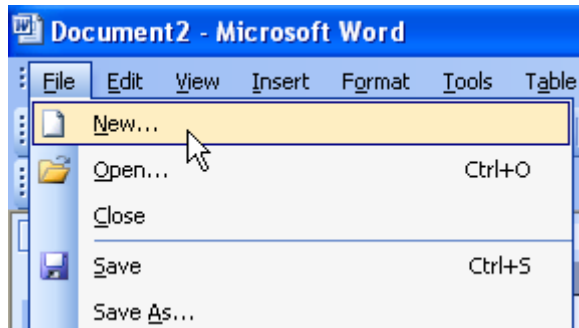 Document2 - Microsoft Word
File Edit View Insert Format Tools Table
New...
Open... Ctrl+O
Close
Save Ctrl+S
Save As...